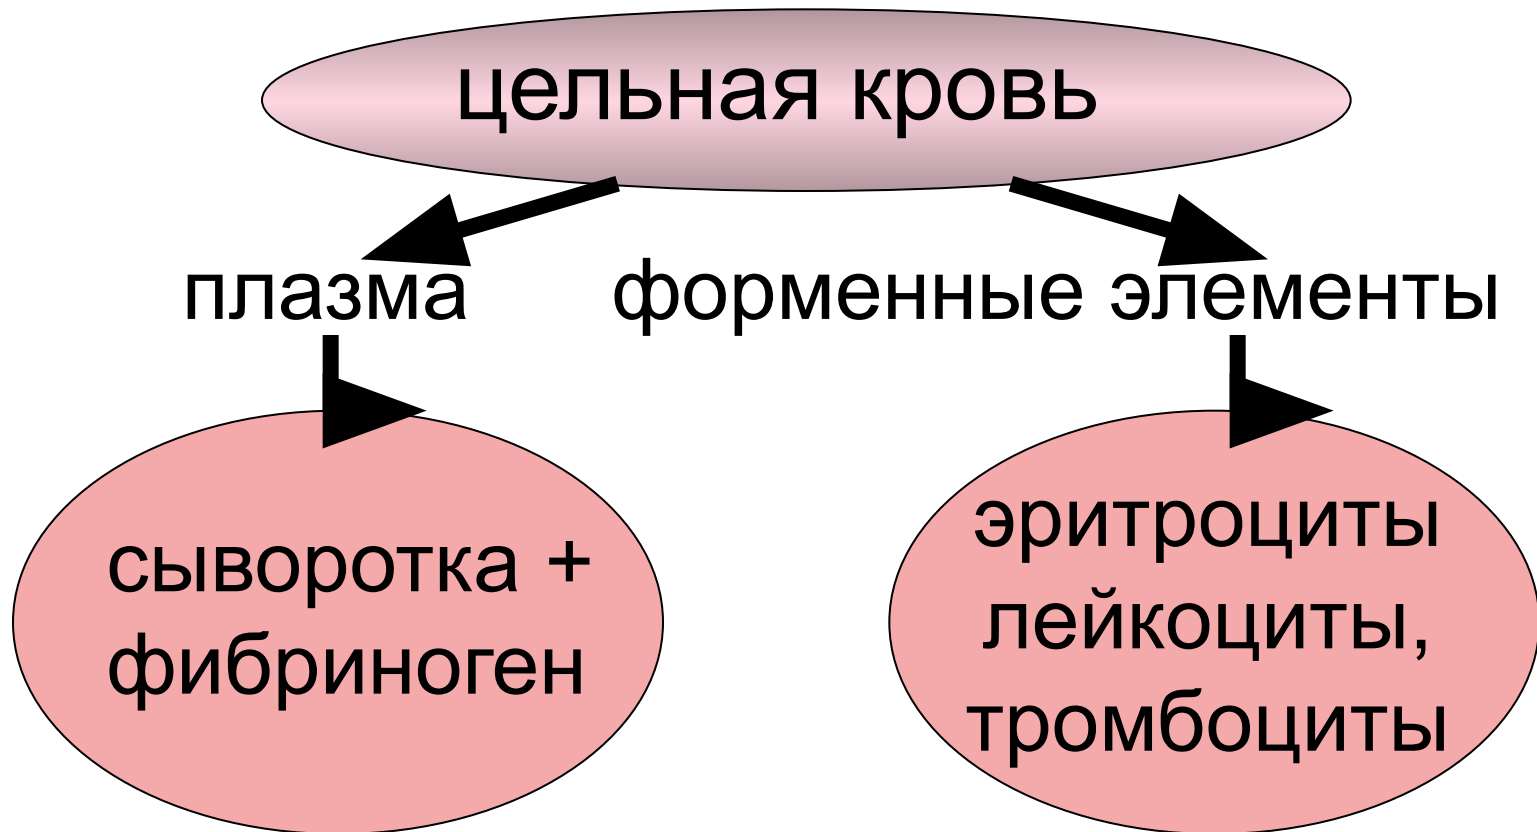 цельная кровь
плазма
форменные элементы
сыворотка +
фибриноген
эритроциты
лейкоциты,
тромбоциты